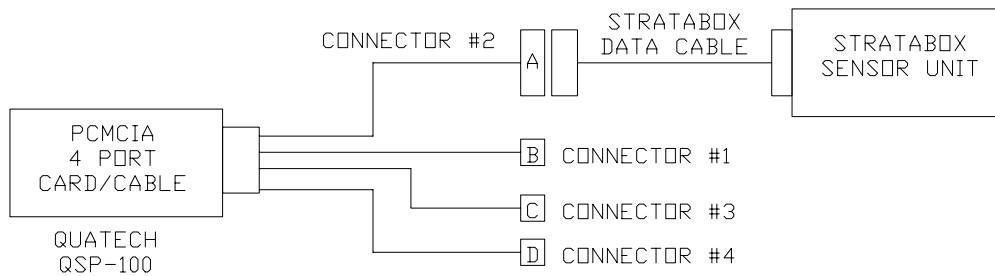 CONNECTOR #2
A
STRATABOX
DATA CABLE
STRATABOX
SENSOR UNIT
PCMCIA
4 PORT
CARD/CABLE
QUATECH
QSP-100
B CONNECTOR #1
C CONNECTOR #3
D CONNECTOR #4